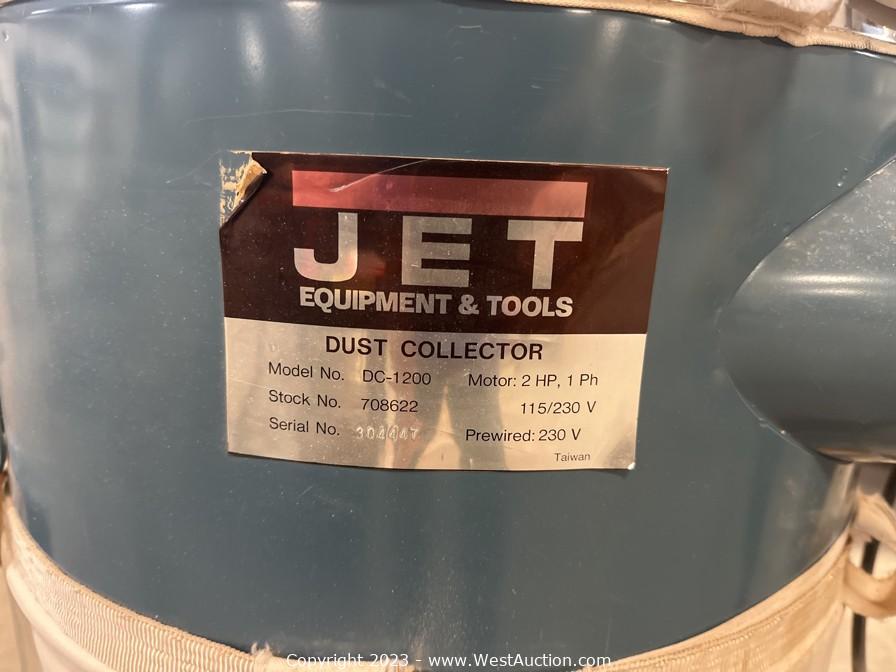 JET
EQUIPMENT & TOOLS
DUST COLLECTOR
Model No. DC-1200 Motor: 2 HP, 1 Ph
Stock No. 708622 115/230 V
Serial No. 304447 Prewired: 230 V
Taiwan
Copyright 2023 - www.WestAuction.com